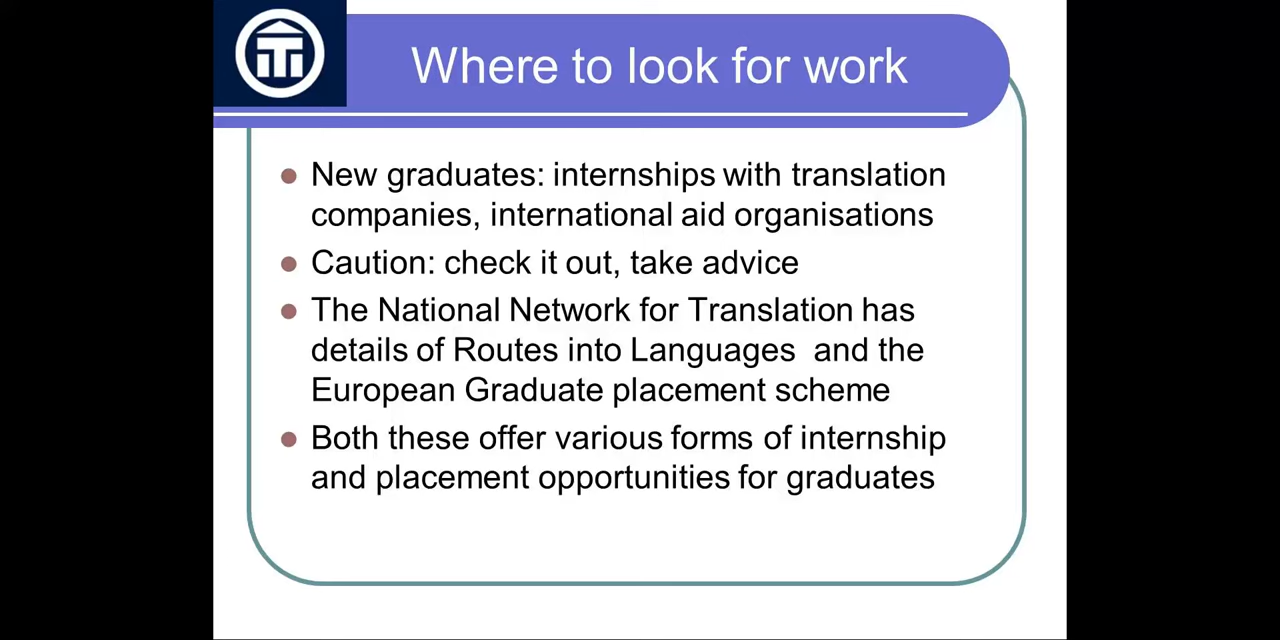 Where to look for work
New graduates: internships with translation
companies, international aid organisations
Caution: check it out, take advice
The National Network for Translation has
details of Routes into Languages  and the
European Graduate placement scheme
Both these offer various forms of internship
and placement opportunities for graduates